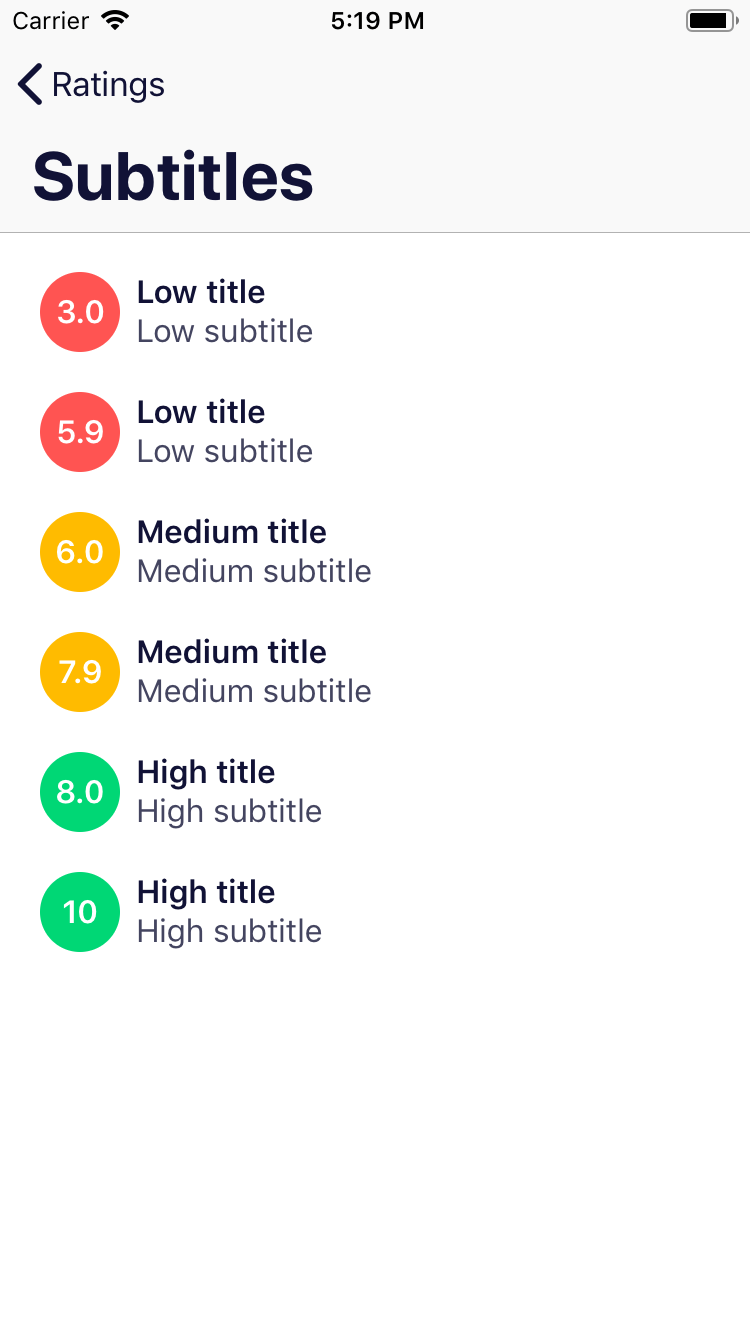 Carrier 5:19 PM
Ratings
Subtitles
3.0 Low title
Low subtitle
5.9 Low title
Low subtitle
6.0 Medium title
Medium subtitle
7.9 Medium title
Medium subtitle
8.0 High title
High subtitle
10 High title
High subtitle